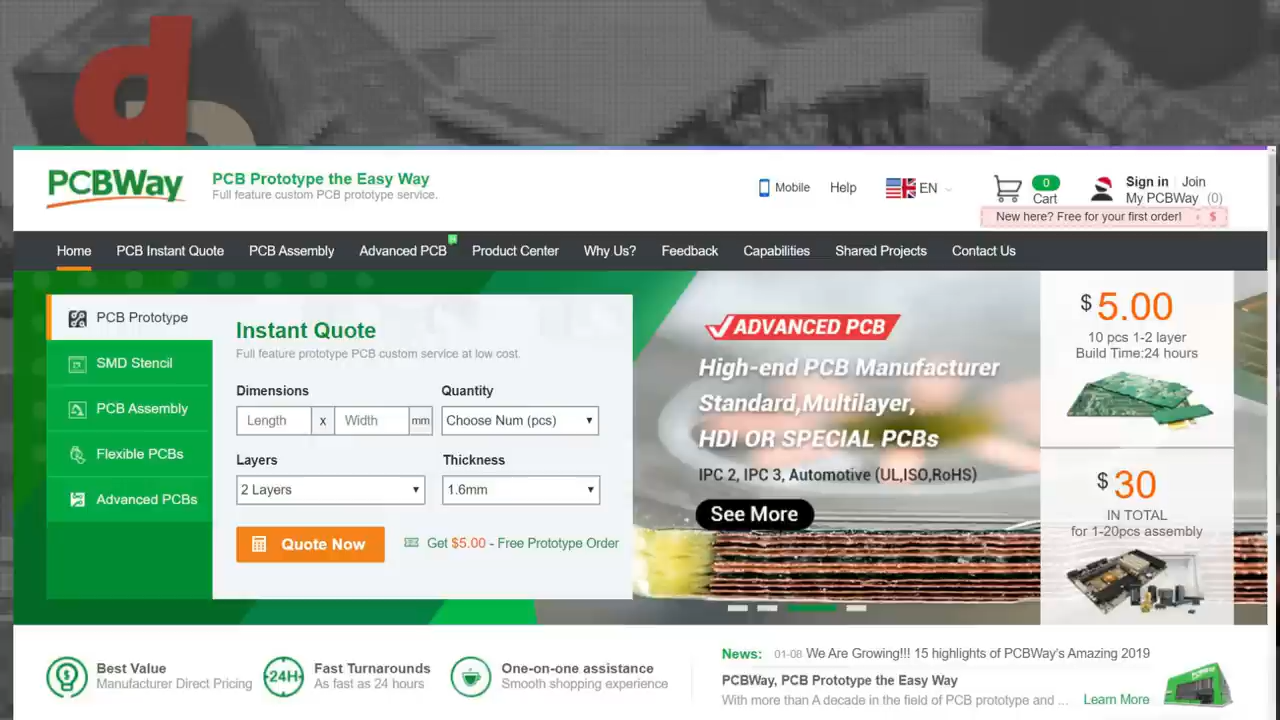 d
PCBWay
PCB Prototype the Easy Way
Full feature custom PCB prototype service.
Mobile
Help
EN
0
Cart
Sign in
Join
My PCBWay (0)
New here? Free for your first order!
$
Home
PCB Instant Quote
PCB Assembly
Advanced PCB
Product Center
Why Us?
Feedback
Capabilities
Shared Projects
Contact Us
PCB Prototype
SMD Stencil
PCB Assembly
Flexible PCBs
Advanced PCBs
Instant Quote
Full feature prototype PCB custom service at low cost.
Dimensions
Quantity
Length x Width mm
Choose Num (pcs)
Layers
Thickness
2 Layers
1.6mm
Quote Now
Get $5.00 - Free Prototype Order
ADVANCED PCB
High-end PCB Manufacturer
Standard,Multilayer,
HDI OR SPECIAL PCBs
IPC 2, IPC 3, Automotive (UL,ISO,RoHS)
See More
$ 5.00
10 pcs 1-2 layer
Build Time:24 hours
$ 30
IN TOTAL
for 1-20pcs assembly
Best Value
Manufacturer Direct Pricing
24H
Fast Turnarounds
As fast as 24 hours
One-on-one assistance
Smooth shopping experience
News: 01-08 We Are Growing!!! 15 highlights of PCBWay's Amazing 2019
PCBWay, PCB Prototype the Easy Way
With more than A decade in the field of PCB prototype and ... Learn More